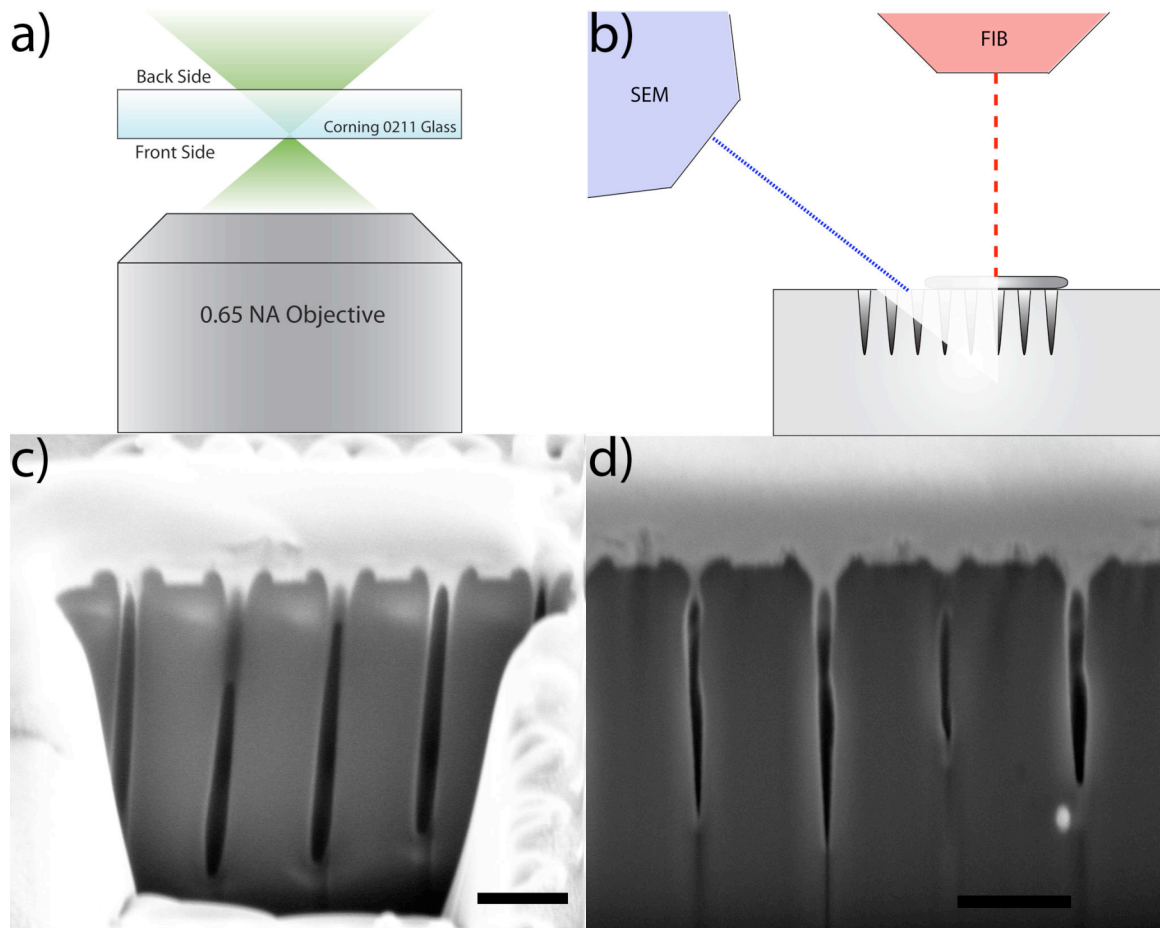 a)
Back Side
Corning 0211 Glass
Front Side
0.65 NA Objective
b)
SEM
FIB
c)
d)